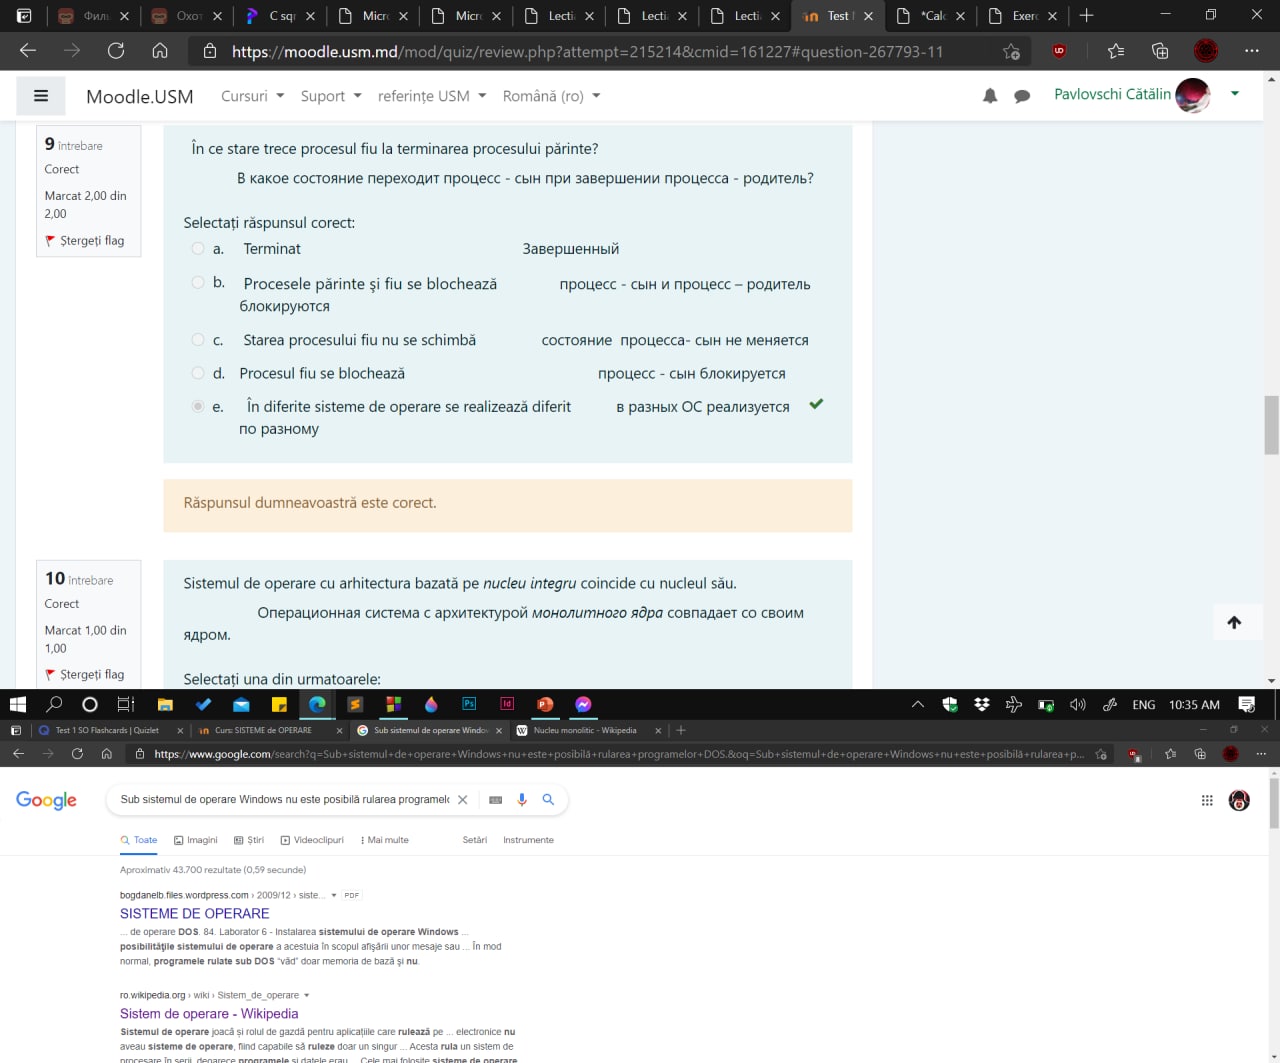 Фил
Охот
C sqr
Micr
Micr
Lecti
Lecti
Lecti
Test
*Calc
Exerc
https://moodle.usm.md/mod/quiz/review.php?attempt=215214&cmid=161227#question-267793-11
Moodle.USM Cursuri Suport referințe USM Română (ro) Pavlovschi Cătălin
9 întrebare
Corect
Marcat 2,00 din
2,00
Ștergeți flag
În ce stare trece procesul fiu la terminarea procesului părinte?
В какое состояние переходит процесс - сын при завершении процесса - родитель?
Selectați răspunsul corect:
a. Terminat Завершенный
b. Procesele părinte şi fiu se blochează процесс - сын и процесс – родитель
блокируются
c. Starea procesului fiu nu se schimbă состояние процесса- сын не меняется
d. Procesul fiu se blochează процесс - сын блокируется
e. În diferite sisteme de operare se realizează diferit в разных ОС реализуется
по разному
Răspunsul dumneavoastră este corect.
10 întrebare
Corect
Marcat 1,00 din
1,00
Ștergeți flag
Sistemul de operare cu arhitectura bazată pe nucleu integru coincide cu nucleul său.
Операционная система с архитектурой монолитного ядра совпадает со своим
ядром.
Selectați una din urmatoarele:
Ps Id ENG 10:35 AM
Test 1 SO Flashcards | Quizlet
Curs: SISTEME de OPERARE
Sub sistemul de operare Windov
Nucleu monolitic - Wikipedia
https://www.google.com/search?q=Sub+sistemul+de+operare+Windows+nu+este+posibilă+rularea+programelor+DOS.&oq=Sub+sistemul+de+operare+Windows+nu+este+posibilă+rularea+p...
Google
Sub sistemul de operare Windows nu este posibilă rularea programelo
Toate Imagini Știri Videoclipuri Mai multe Setări Instrumente
Aproximativ 43.700 rezultate (0,59 secunde)
bogdanelb.files.wordpress.com › 2009/12 › siste... PDF
SISTEME DE OPERARE
... de operare DOS. 84. Laborator 6 - Instalarea sistemului de operare Windows ...
posibilităţile sistemului de operare a acestuia în scopul afişării unor mesaje sau ... În mod
normal, programele rulate sub DOS “văd” doar memoria de bază şi nu.
ro.wikipedia.org › wiki › Sistem_de_operare
Sistem de operare - Wikipedia
Sistemul de operare joacă și rolul de gazdă pentru aplicațiile care rulează pe ... electronice nu
aveau sisteme de operare, fiind capabile să ruleze doar un singur ... Acesta rula un sistem de
procesare în serii, deoarece programele și datele erau ... Cele mai folosite sisteme de operare